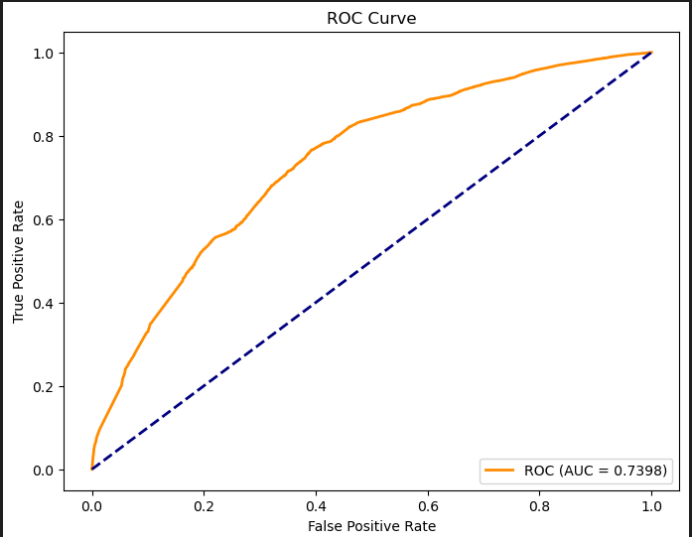 ROC Curve
1.0
0.8
0.6
0.4
0.2
0.0
True Positive Rate
ROC (AUC = 0.7398)
0.0 0.2 0.4 0.6 0.8 1.0
False Positive Rate